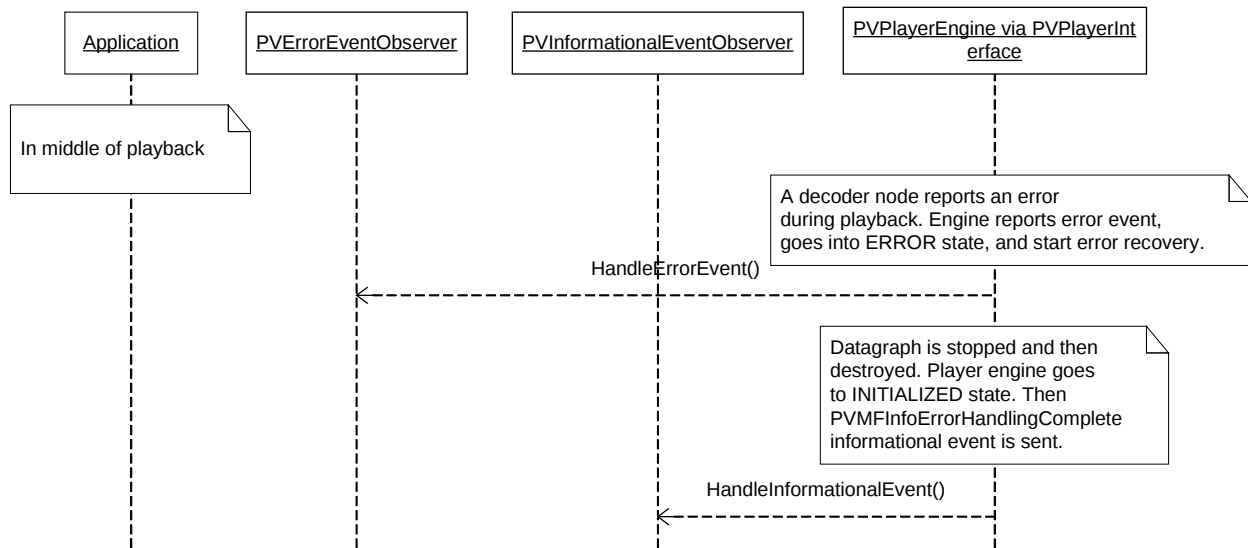 Application
PVErrorEventObserver
PVInformationalEventObserver
PVPlayerEngine via PVPlayerInt
erface
In middle of playback
A decoder node reports an error
during playback. Engine reports error event,
goes into ERROR state, and start error recovery.
HandleErrorEvent()
Datagraph is stopped and then
destroyed. Player engine goes
to INITIALIZED state. Then
PVMFInfoErrorHandlingComplete
informational event is sent.
HandleInformationalEvent()